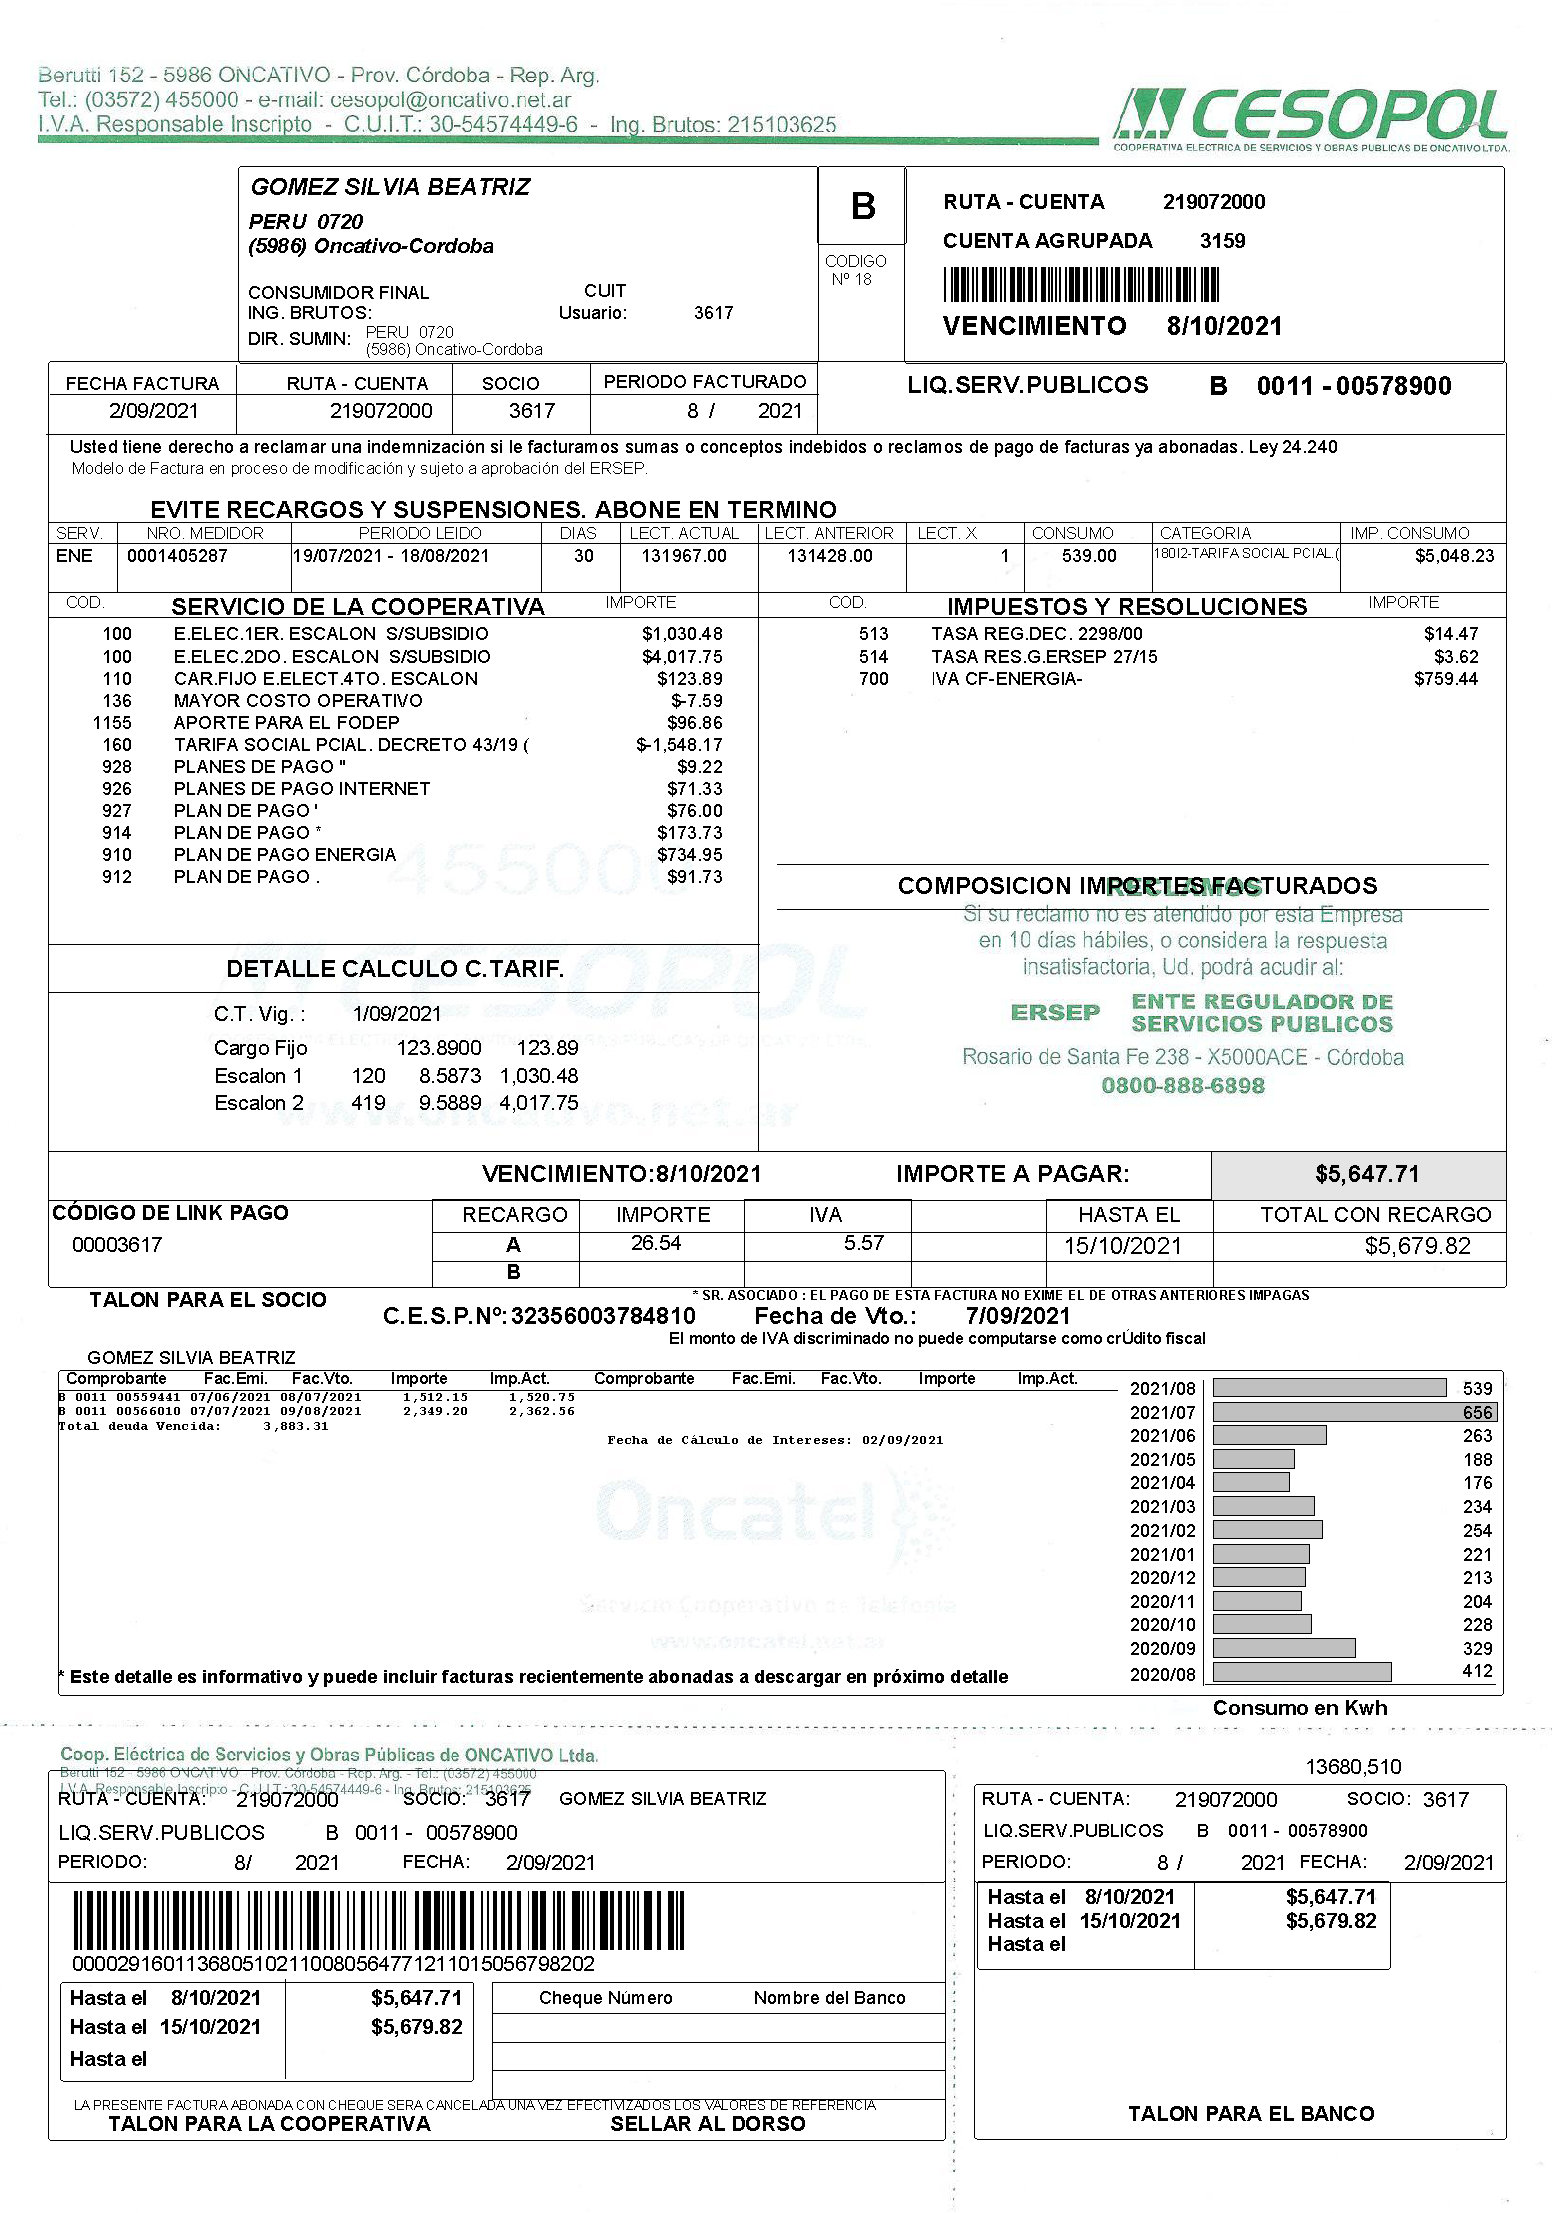 Berutti 152 - 5986 ONCATIVO - Prov. Córdoba - Rep. Arg.
Tel.: (03572) 455000 - e-mail: cesopol@oncativo.net.ar
I.V.A. Responsable Inscripto - C.U.I.T.: 30-54574449-6 - Ing. Brutos: 215103625
CESOPOL
COOPERATIVA ELECTRICA DE SERVICIOS Y OBRAS PUBLICAS DE ONCATIVO LTDA.
GOMEZ SILVIA BEATRIZ
PERU 0720
(5986) Oncativo-Cordoba
CONSUMIDOR FINAL CUIT
ING. BRUTOS: Usuario: 3617
DIR. SUMIN: PERU 0720
(5986) Oncativo-Cordoba
B
CODIGO
Nº 18
RUTA - CUENTA 219072000
CUENTA AGRUPADA 3159
VENCIMIENTO 8/10/2021
FECHA FACTURA RUTA - CUENTA SOCIO PERIODO FACTURADO
2/09/2021 219072000 3617 8 / 2021
LIQ.SERV.PUBLICOS B 0011 - 00578900
Usted tiene derecho a reclamar una indemnización si le facturamos sumas o conceptos indebidos o reclamos de pago de facturas ya abonadas. Ley 24.240
Modelo de Factura en proceso de modificación y sujeto a aprobación del ERSEP.
EVITE RECARGOS Y SUSPENSIONES. ABONE EN TERMINO
SERV. NRO. MEDIDOR PERIODO LEIDO DIAS LECT. ACTUAL LECT. ANTERIOR LECT. X CONSUMO CATEGORIA IMP. CONSUMO
ENE 0001405287 19/07/2021 - 18/08/2021 30 131967.00 131428.00 1 539.00 18012-TARIFA SOCIAL PCIAL.( $5,048.23
COD. SERVICIO DE LA COOPERATIVA IMPORTE
100 E.ELEC.1ER. ESCALON S/SUBSIDIO $1,030.48
100 E.ELEC.2DO. ESCALON S/SUBSIDIO $4,017.75
110 CAR.FIJO E.ELECT.4TO. ESCALON $123.89
136 MAYOR COSTO OPERATIVO $-7.59
1155 APORTE PARA EL FODEP $96.86
160 TARIFA SOCIAL PCIAL. DECRETO 43/19 ( $-1,548.17
928 PLANES DE PAGO " $9.22
926 PLANES DE PAGO INTERNET $71.33
927 PLAN DE PAGO ' $76.00
914 PLAN DE PAGO * $173.73
910 PLAN DE PAGO ENERGIA $734.95
912 PLAN DE PAGO . $91.73
455000
COD. IMPUESTOS Y RESOLUCIONES IMPORTE
513 TASA REG.DEC. 2298/00 $14.47
514 TASA RES.G.ERSEP 27/15 $3.62
700 IVA CF-ENERGIA- $759.44
COMPOSICION IMPORTES FACTURADOS
RECLAMOS
Si su reclamo no es atendido por esta Empresa
en 10 días hábiles, o considera la respuesta
insatisfactoria, Ud. podrá acudir al:
ERSEP ENTE REGULADOR DE
SERVICIOS PUBLICOS
Rosario de Santa Fe 238 - X5000ACE - Córdoba
0800-888-6898
DETALLE CALCULO C.TARIF.
CESOPOL
C.T. Vig. : 1/09/2021
Cargo Fijo 123.8900 123.89
Escalon 1 120 8.5873 1,030.48
Escalon 2 419 9.5889 4,017.75
www.oncativo.net.ar
VENCIMIENTO:8/10/2021 IMPORTE A PAGAR: $5,647.71
CÓDIGO DE LINK PAGO RECARGO IMPORTE IVA HASTA EL TOTAL CON RECARGO
00003617 A 26.54 5.57 15/10/2021 $5,679.82
B
TALON PARA EL SOCIO * SR. ASOCIADO : EL PAGO DE ESTA FACTURA NO EXIME EL DE OTRAS ANTERIORES IMPAGAS
C.E.S.P.Nº: 32356003784810 Fecha de Vto.: 7/09/2021
El monto de IVA discriminado no puede computarse como crÚdito fiscal
GOMEZ SILVIA BEATRIZ
Comprobante Fac.Emi. Fac.Vto. Importe Imp.Act. Comprobante Fac.Emi. Fac.Vto. Importe Imp.Act.
B 0011 00559441 07/06/2021 08/07/2021 1,512.15 1,520.75
B 0011 00566010 07/07/2021 09/08/2021 2,349.20 2,362.56
Total deuda Vencida: 3,883.31
Fecha de Cálculo de Intereses: 02/09/2021
Oncatel
Servicio Cooperativo de Telefonía
www.oncatel.net.ar
* Este detalle es informativo y puede incluir facturas recientemente abonadas a descargar en próximo detalle
2021/08 539
2021/07 656
2021/06 263
2021/05 188
2021/04 176
2021/03 234
2021/02 254
2021/01 221
2020/12 213
2020/11 204
2020/10 228
2020/09 329
2020/08 412
Consumo en Kwh
Coop. Eléctrica de Servicios y Obras Públicas de ONCATIVO Ltda.
Berutti 152 - 5986 ONCATIVO - Prov. Córdoba - Rep. Arg. - Tel.: (03572) 455000
I.V.A. Responsable Inscripto - C.U.I.T.: 30-54574449-6 - Ing. Brutos: 215103625
RUTA - CUENTA: 219072000 SOCIO: 3617 GOMEZ SILVIA BEATRIZ
LIQ.SERV.PUBLICOS B 0011 - 00578900
PERIODO: 8/ 2021 FECHA: 2/09/2021
0000291601136805102110080564771211015056798202
Hasta el 8/10/2021 $5,647.71
Hasta el 15/10/2021 $5,679.82
Hasta el
Cheque Número Nombre del Banco
LA PRESENTE FACTURA ABONADA CON CHEQUE SERA CANCELADA UNA VEZ EFECTIVIZADOS LOS VALORES DE REFERENCIA
TALON PARA LA COOPERATIVA SELLAR AL DORSO
13680,510
RUTA - CUENTA: 219072000 SOCIO: 3617
LIQ.SERV.PUBLICOS B 0011 - 00578900
PERIODO: 8 / 2021 FECHA: 2/09/2021
Hasta el 8/10/2021 $5,647.71
Hasta el 15/10/2021 $5,679.82
Hasta el
TALON PARA EL BANCO